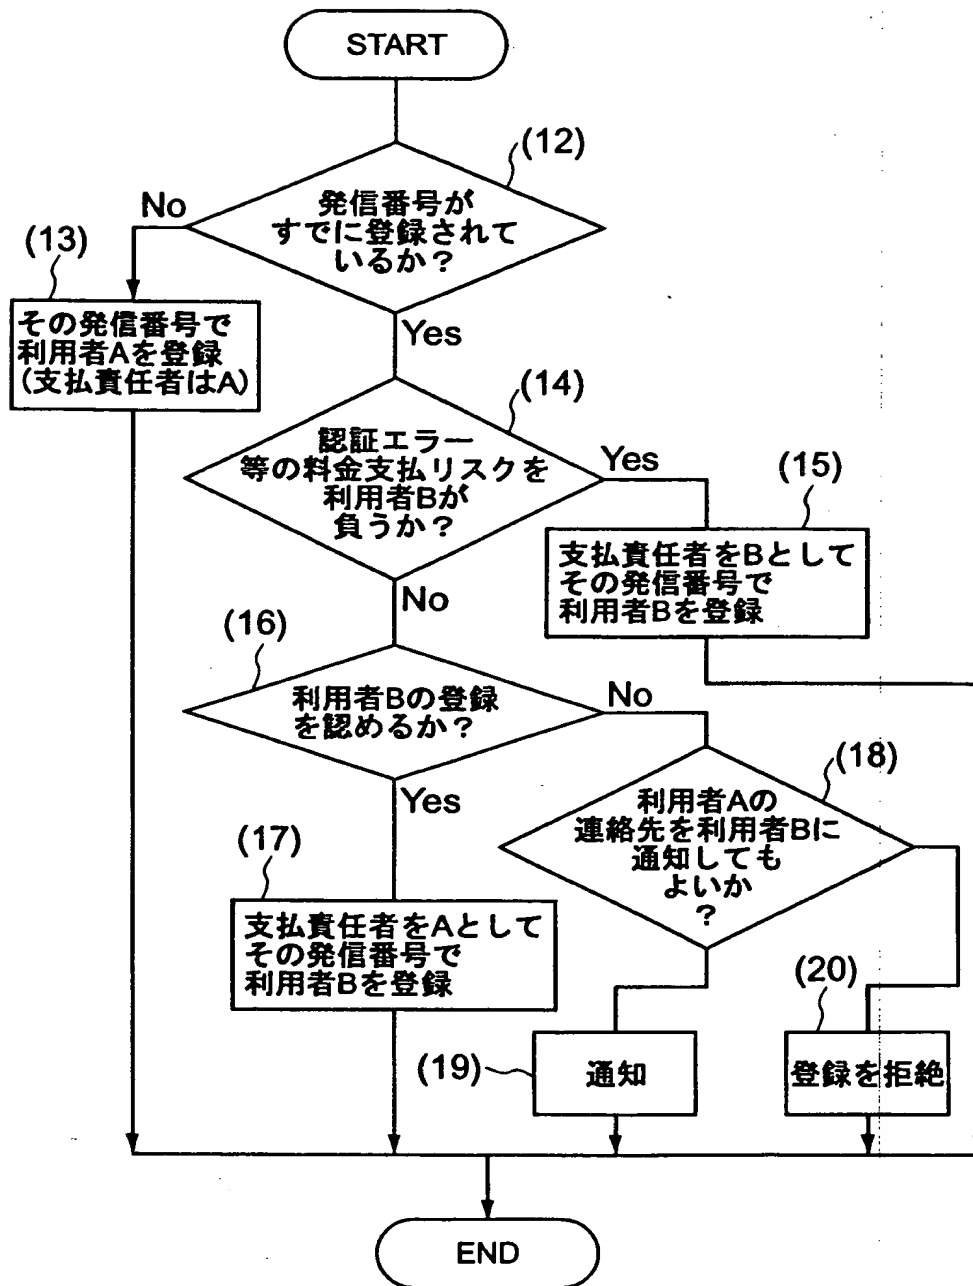 START
(12)
発信番号が
すでに登録されて
いるか？
No
Yes
(13)
その発信番号で
利用者Aを登録
(支払責任者はA)
(14)
認証エラー
等の料金支払リスクを
利用者Bが
負うか？
Yes
No
(15)
支払責任者をBとして
その発信番号で
利用者Bを登録
(16)
利用者Bの登録
を認めるか？
No
Yes
(17)
支払責任者をAとして
その発信番号で
利用者Bを登録
(18)
利用者Aの
連絡先を利用者Bに
通知しても
よいか
？
(19)
通知
(20)
登録を拒絶
END